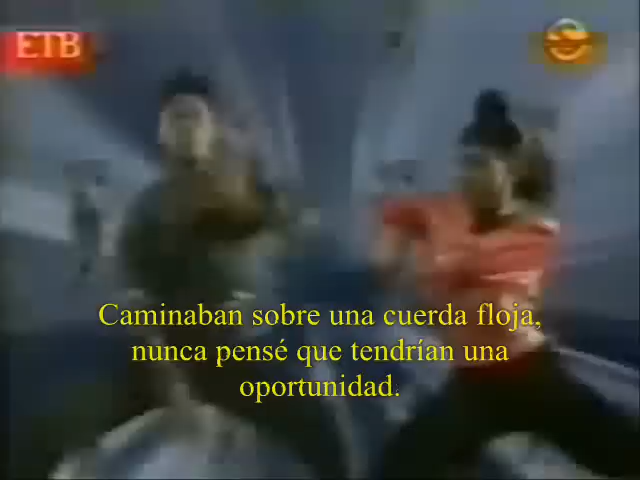 ETB
Caminaban sobre una cuerda floja,
nunca pensé que tendrían una
oportunidad.